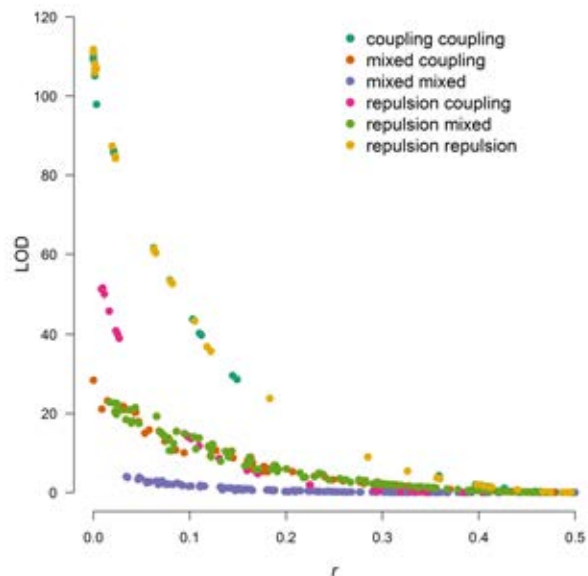 120
100
80
60
40
20
0
LOD
coupling coupling
mixed coupling
mixed mixed
repulsion coupling
repulsion mixed
repulsion repulsion
0.0 0.1 0.2 0.3 0.4 0.5
r